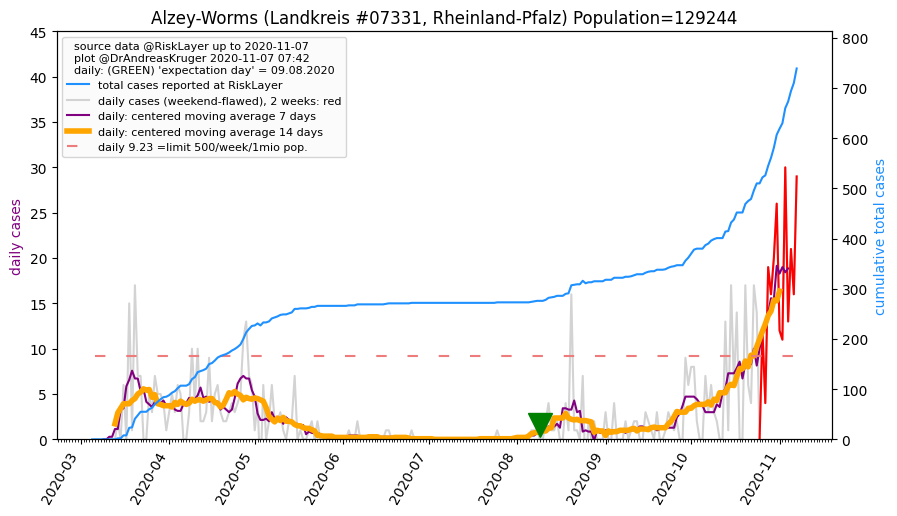 Alzey-Worms (Landkreis #07331, Rheinland-Pfalz) Population=129244
source data @RiskLayer up to 2020-11-07
plot @DrAndreasKruger 2020-11-07 07:42
daily: (GREEN) 'expectation day' = 09.08.2020
total cases reported at RiskLayer
daily cases (weekend-flawed), 2 weeks: red
daily: centered moving average 7 days
daily: centered moving average 14 days
daily 9.23 =limit 500/week/1mio pop.
daily cases
45
40
35
30
25
20
15
10
5
0
cumulative total cases
800
700
600
500
400
300
200
100
0
2020-03
2020-04
2020-05
2020-06
2020-07
2020-08
2020-09
2020-10
2020-11